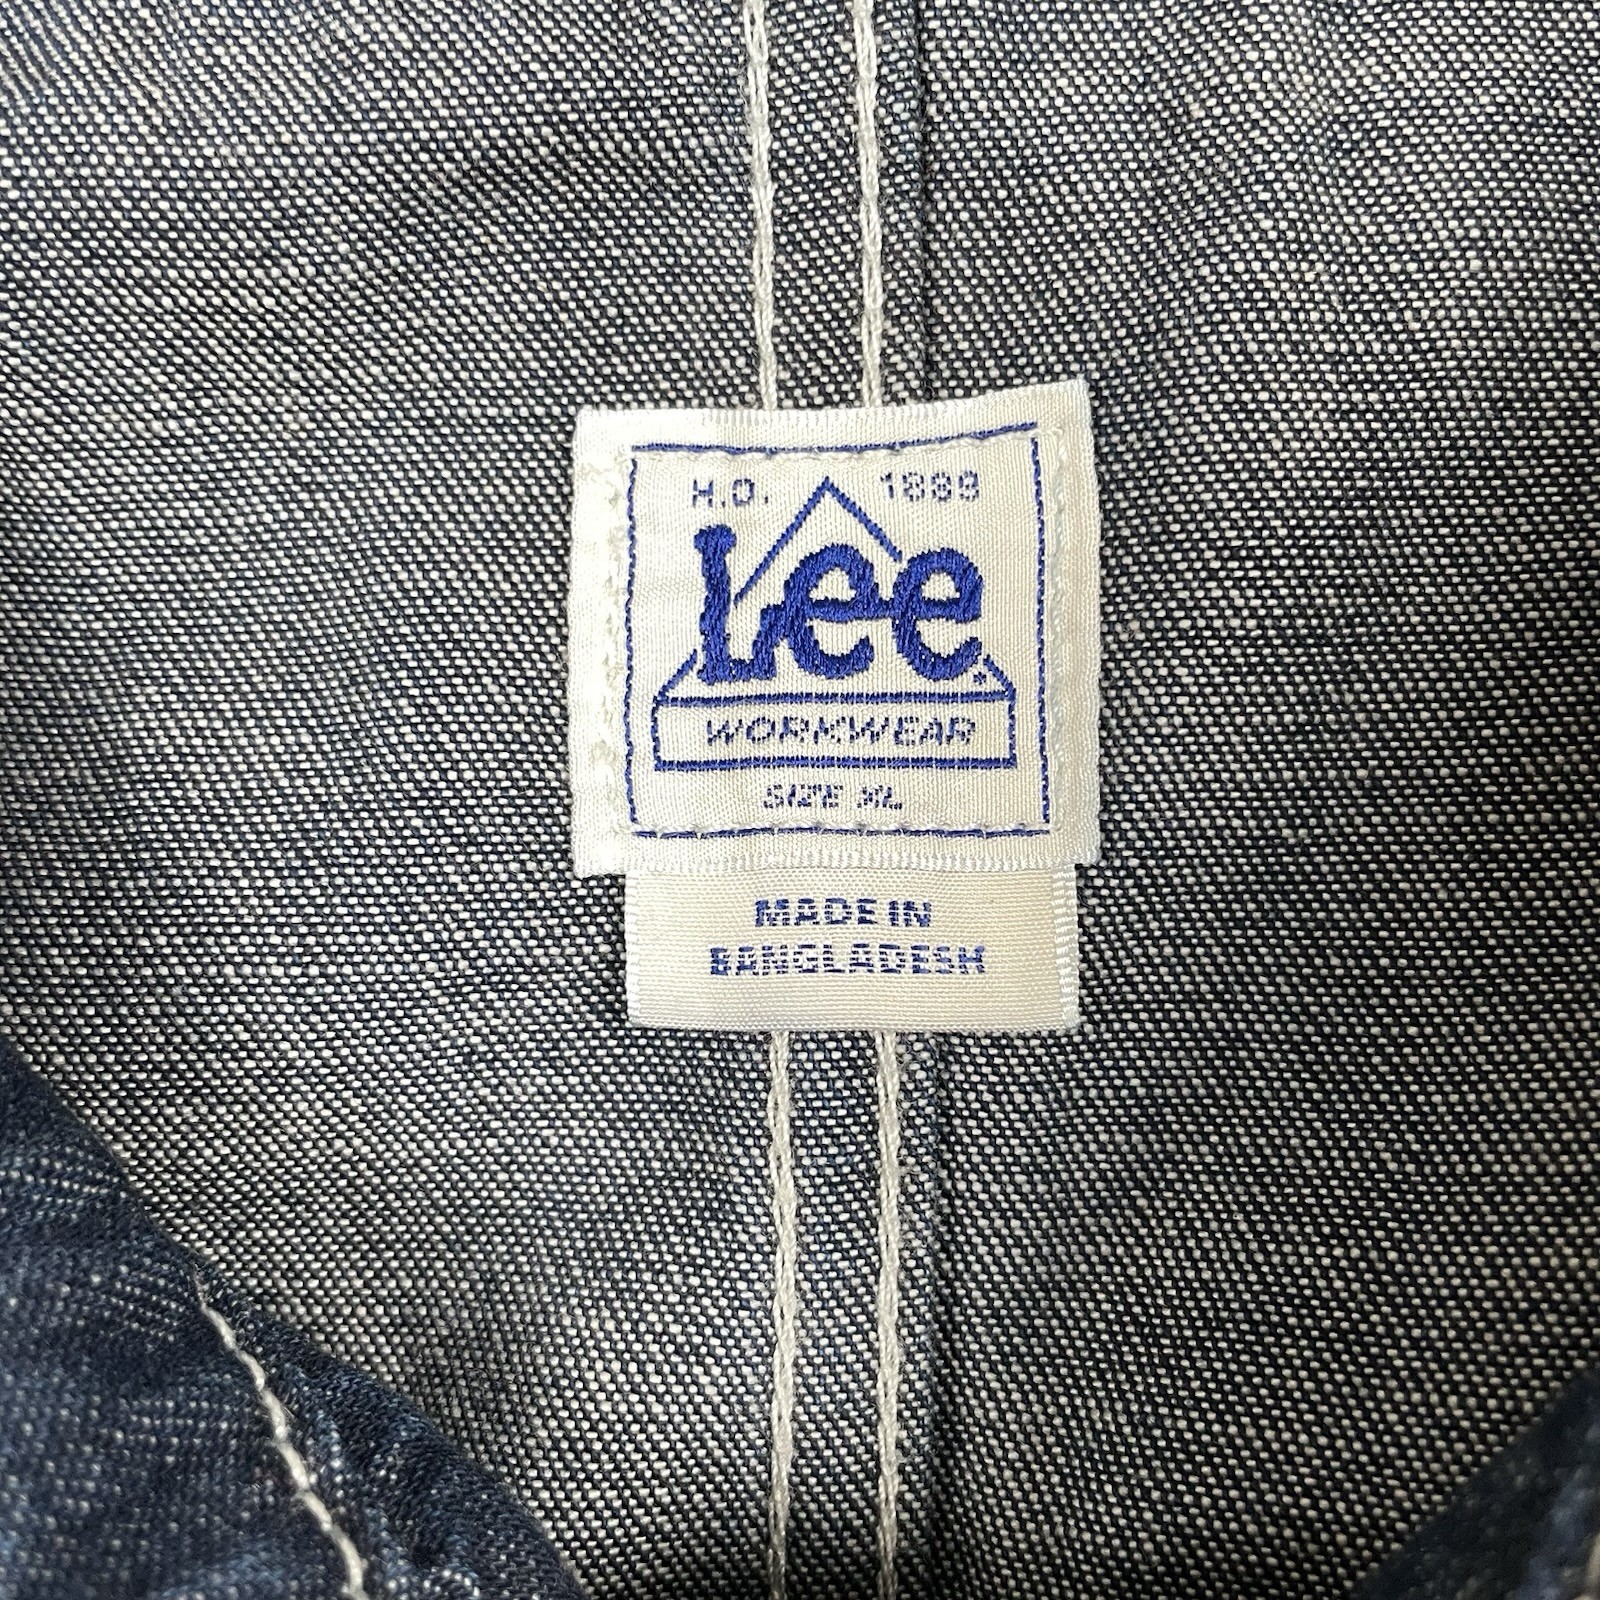 H.D. 1889
Lee
WORKWEAR
SIZE XL
MADE IN
BANGLADESH